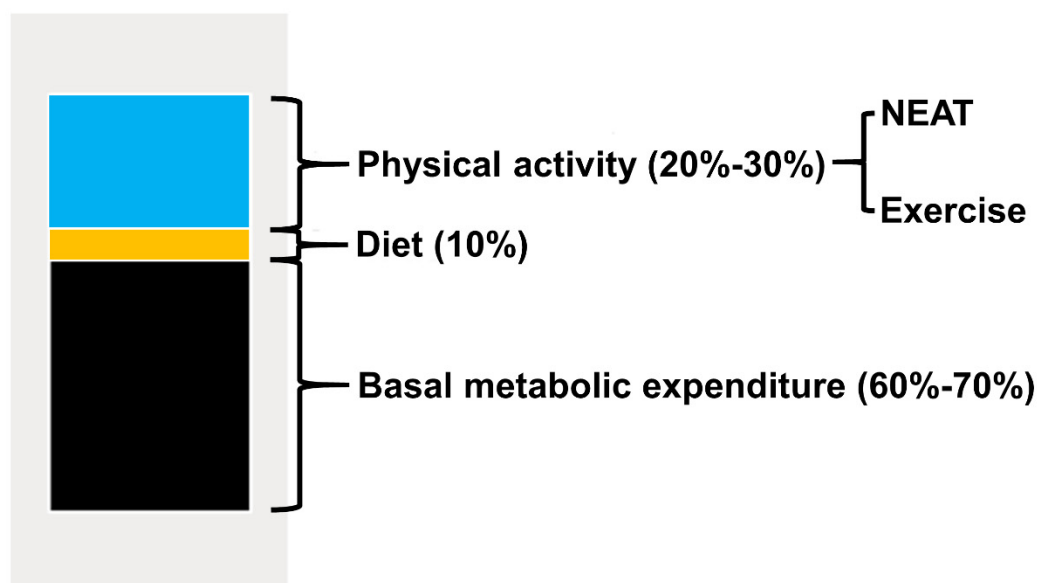 NEAT
Physical activity (20%-30%)
Exercise
Diet (10%)
Basal metabolic expenditure (60%-70%)